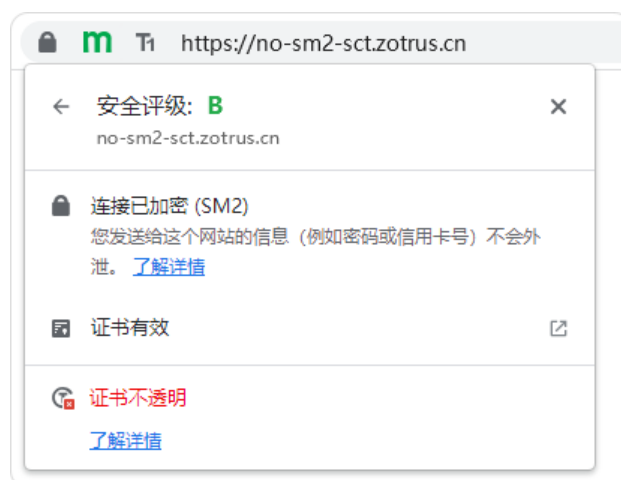 m T1 https://no-sm2-sct.zotrus.cn
安全评级: B
no-sm2-sct.zotrus.cn
连接已加密 (SM2)
您发送给这个网站的信息（例如密码或信用卡号）不会外
泄。 了解详情
证书有效
证书不透明
了解详情